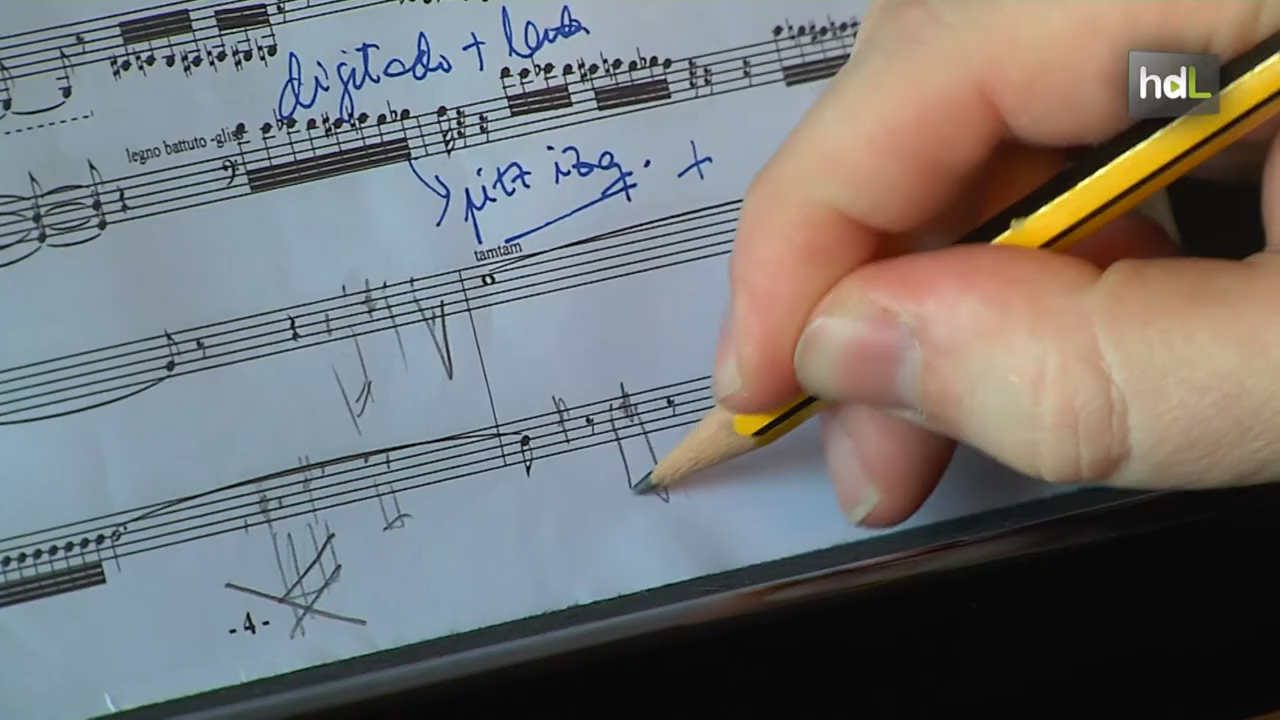 hdL
digitado + lento
legno battuto -gliss
pizz izq. +
tamtam
- 4 -